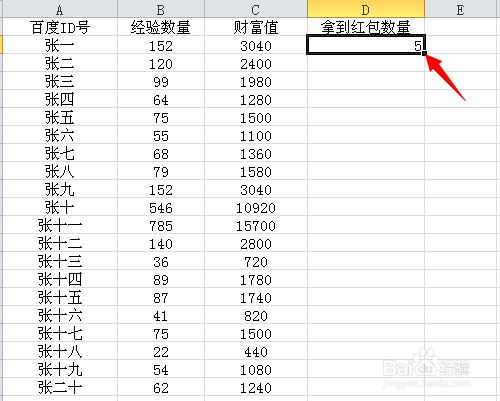 A B C D E
百度ID号 经验数量 财富值 拿到红包数量
张一 152 3040 5
张二 120 2400
张三 99 1980
张四 64 1280
张五 75 1500
张六 55 1100
张七 68 1360
张八 79 1580
张九 152 3040
张十 546 10920
张十一 785 15700
张十二 140 2800
张十三 36 720
张十四 89 1780
张十五 87 1740
张十六 41 820
张十七 75 1500
张十八 22 440
张十九 54 1080
张二十 62 1240
Bai 经验
jingyan.baidu.com